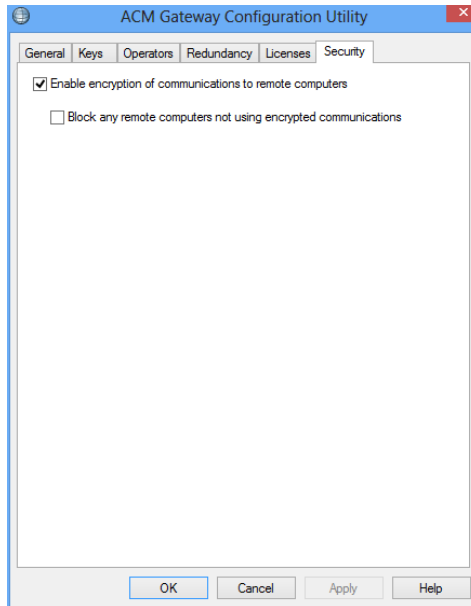 ACM Gateway Configuration Utility
General Keys Operators Redundancy Licenses Security
Enable encryption of communications to remote computers
Block any remote computers not using encrypted communications
OK Cancel Apply Help